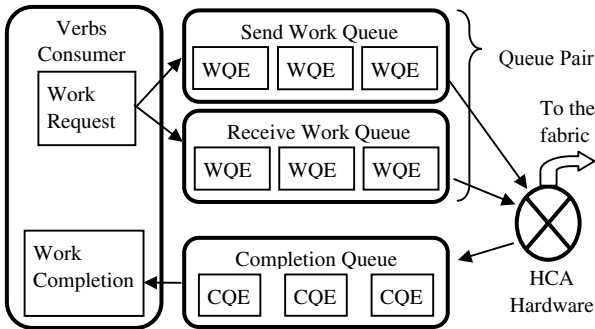 Verbs
Consumer
Work
Request
Send Work Queue
WQE WQE WQE
Queue Pair
Receive Work Queue
WQE WQE WQE
To the
fabric
Work
Completion
Completion Queue
CQE CQE CQE
HCA
Hardware